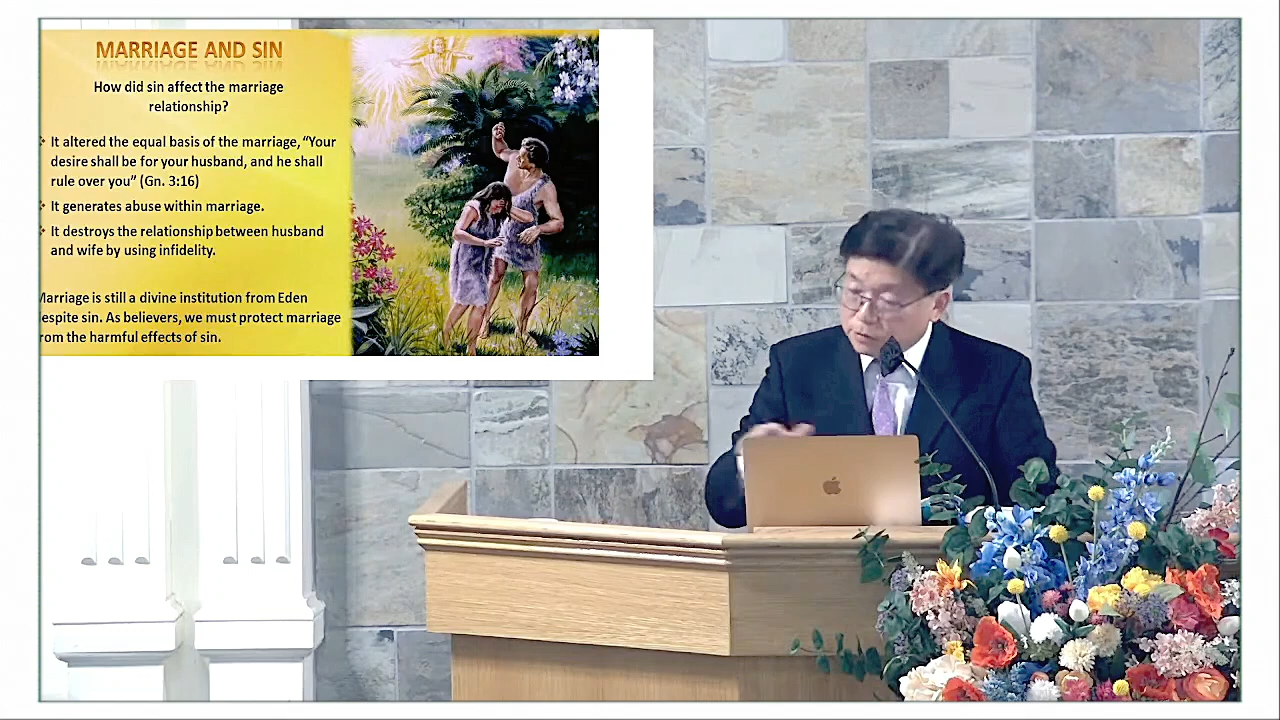 MARRIAGE AND SIN
How did sin affect the marriage
relationship?
It altered the equal basis of the marriage, “Your
desire shall be for your husband, and he shall
rule over you” (Gn. 3:16)
It generates abuse within marriage.
It destroys the relationship between husband
and wife by using infidelity.
Marriage is still a divine institution from Eden
espite sin. As believers, we must protect marriage
rom the harmful effects of sin.